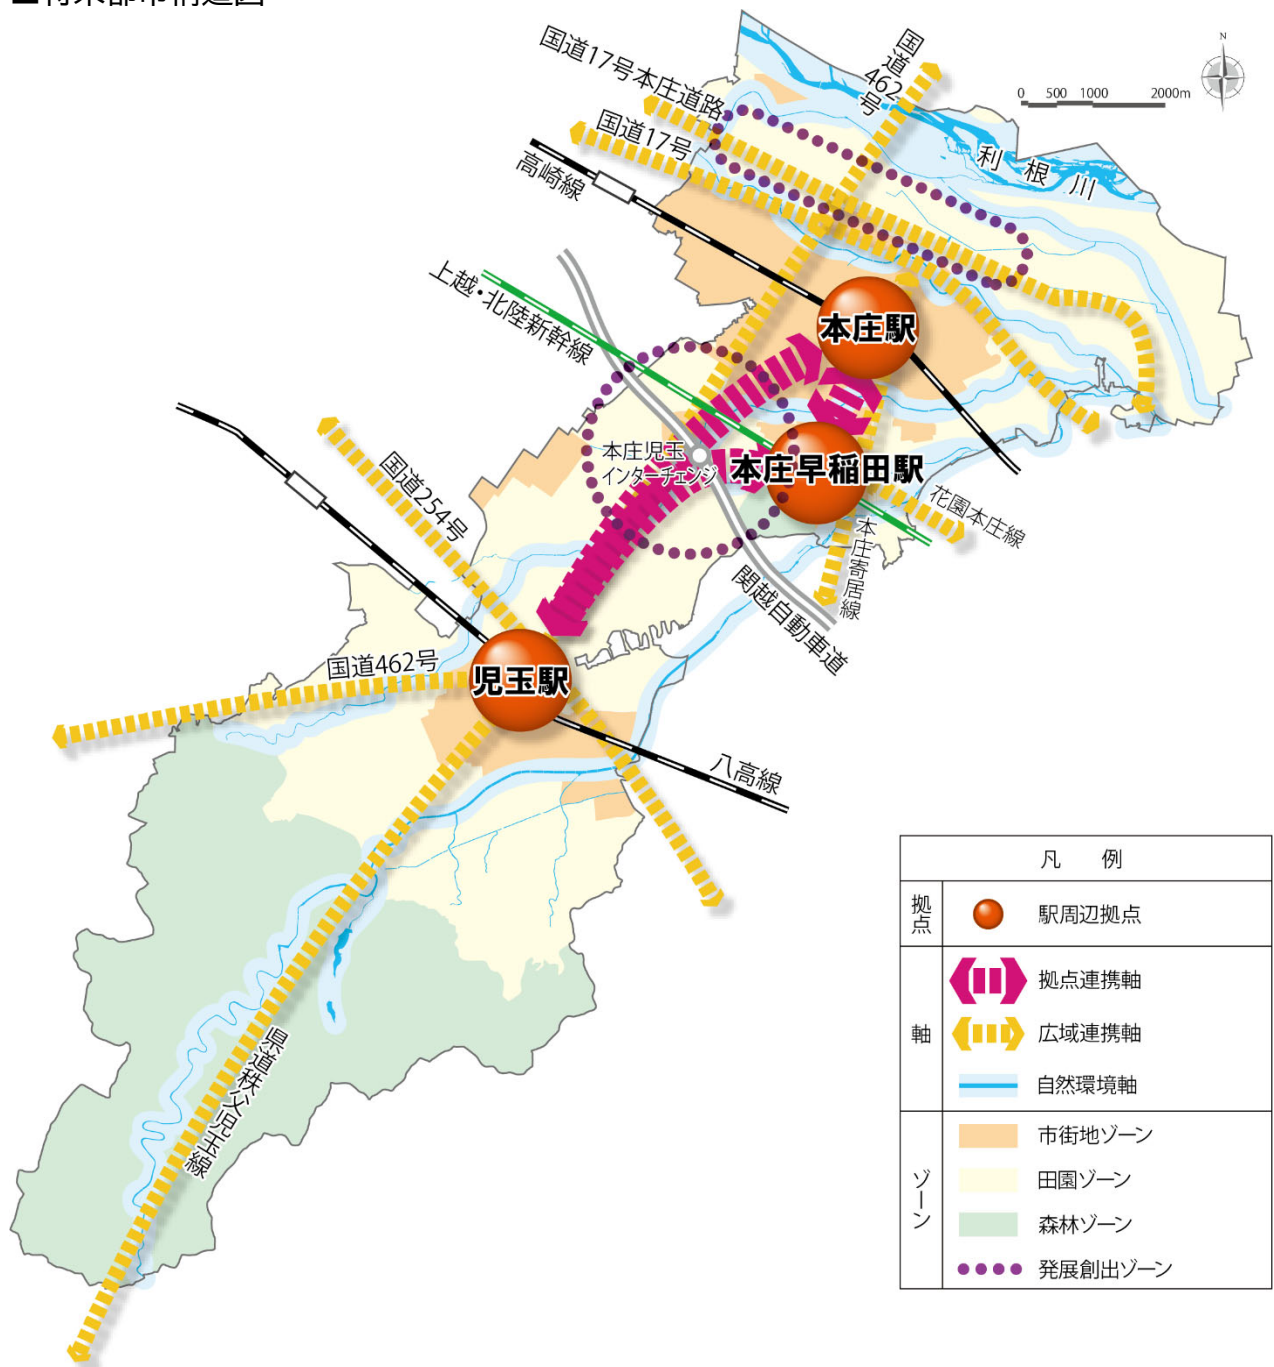 ■将来都市構造図
国道17号本庄道路
国道462号
国道17号
高崎線
N
0 500 1000 2000m
利根川
上越・北陸新幹線
本庄駅
本庄児玉
インターチェンジ
本庄早稲田駅
花園本庄線
本庄寄居線
関越自動車道
国道254号
国道462号
児玉駅
八高線
県道秩父児玉線
凡例
拠点
駅周辺拠点
軸
拠点連携軸
広域連携軸
自然環境軸
ゾーン
市街地ゾーン
田園ゾーン
森林ゾーン
発展創出ゾーン